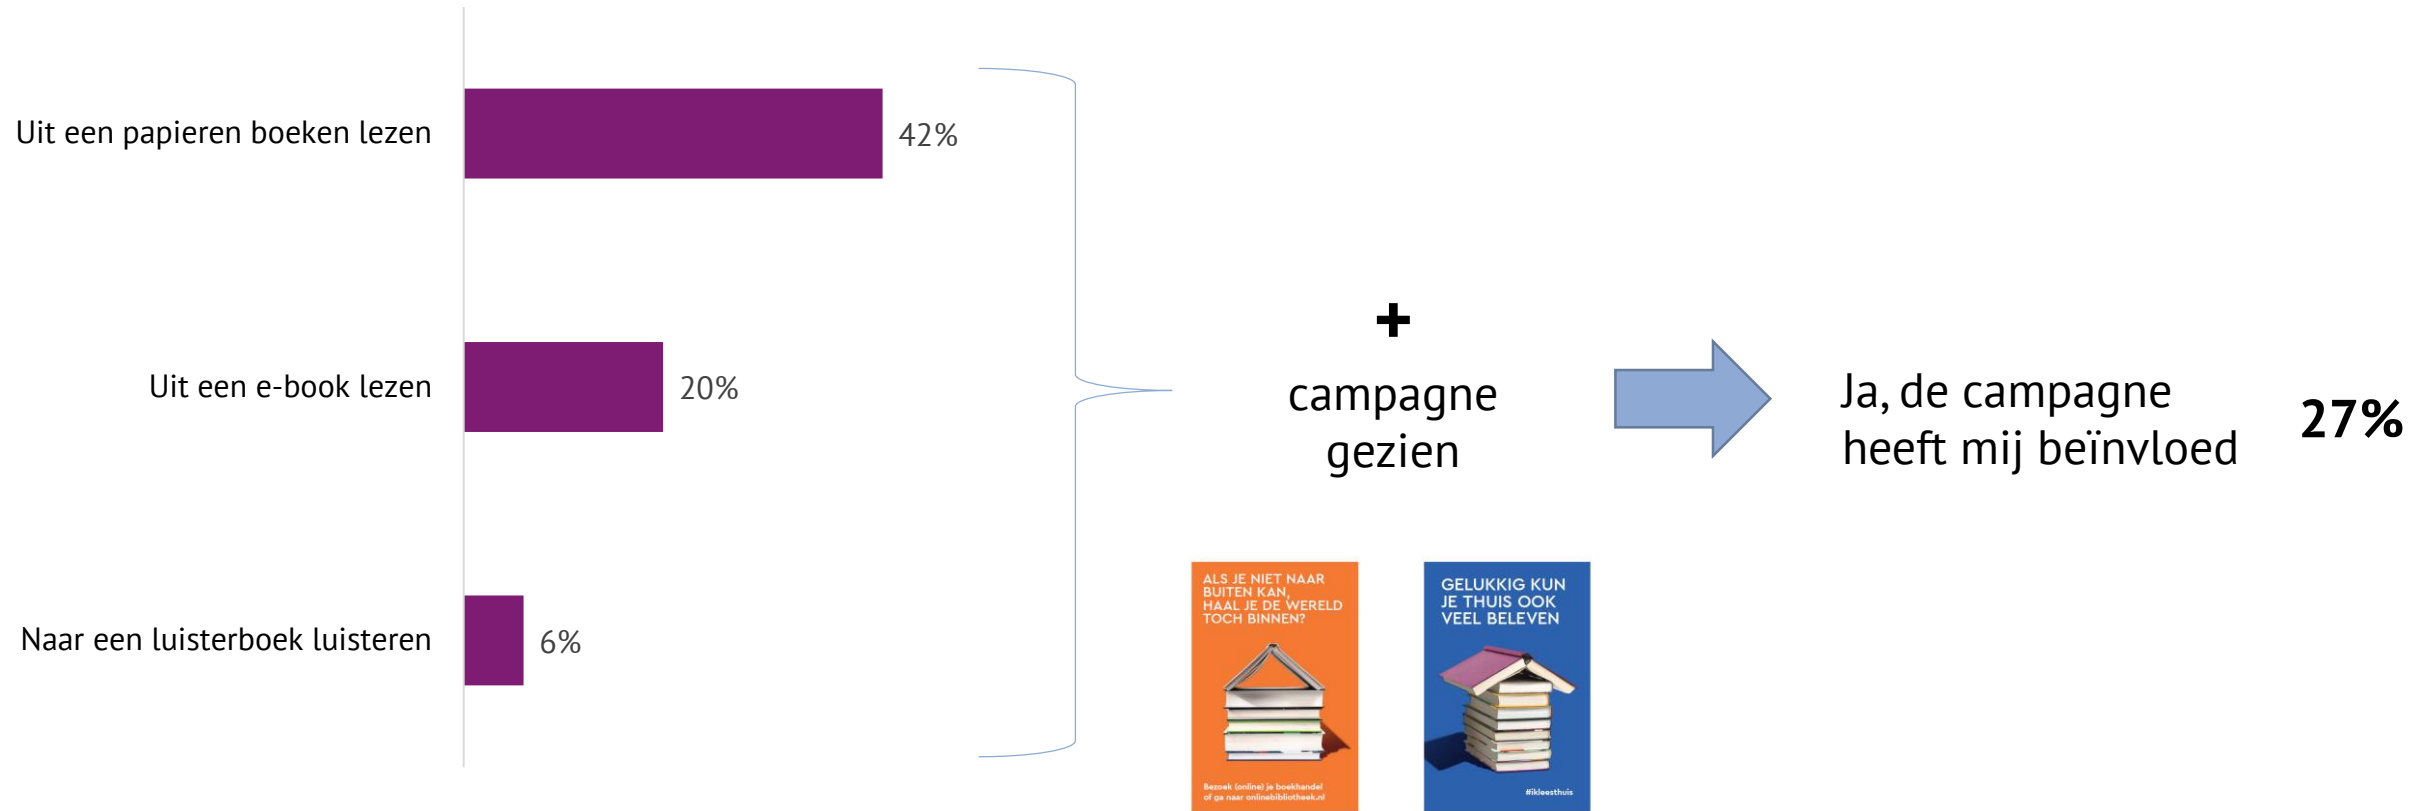 Uit een papieren boeken lezen
42%
Uit een e-book lezen
20%
Naar een luisterboek luisteren
6%
+
campagne
gezien
Ja, de campagne
heeft mij beïnvloed
27%
ALS JE NIET NAAR
BUITEN KAN,
HAAL JE DE WERELD
TOCH BINNEN?
Bezoek (online) je boekhandel
of ga naar onlinebibliotheek.nl
GELUKKIG KUN
JE THUIS OOK
VEEL BELEVEN
#ikleesthuis